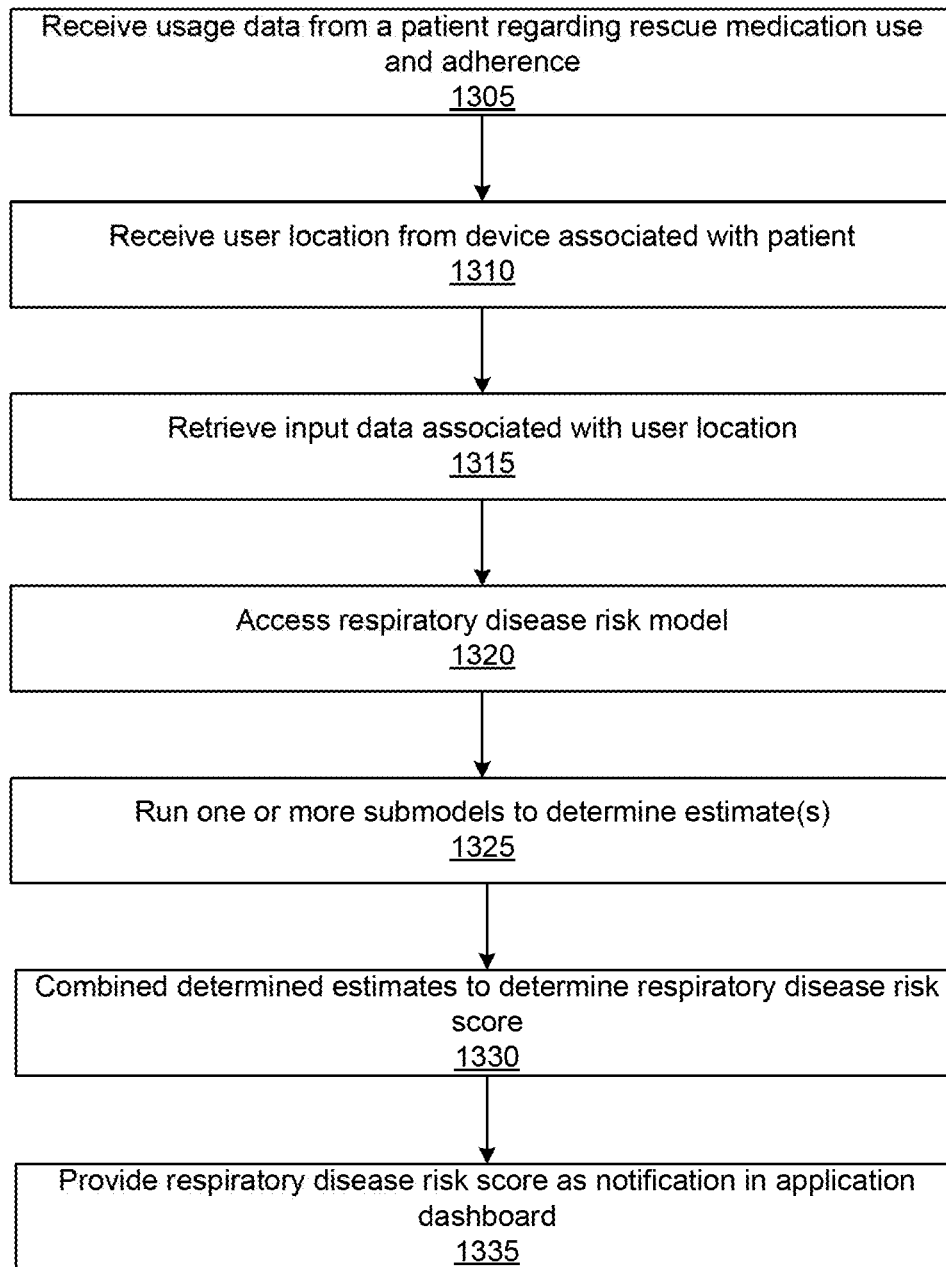 Receive usage data from a patient regarding rescue medication use
and adherence
1305
Receive user location from device associated with patient
1310
Retrieve input data associated with user location
1315
Access respiratory disease risk model
1320
Run one or more submodels to determine estimate(s)
1325
Combined determined estimates to determine respiratory disease risk
score
1330
Provide respiratory disease risk score as notification in application
dashboard
1335